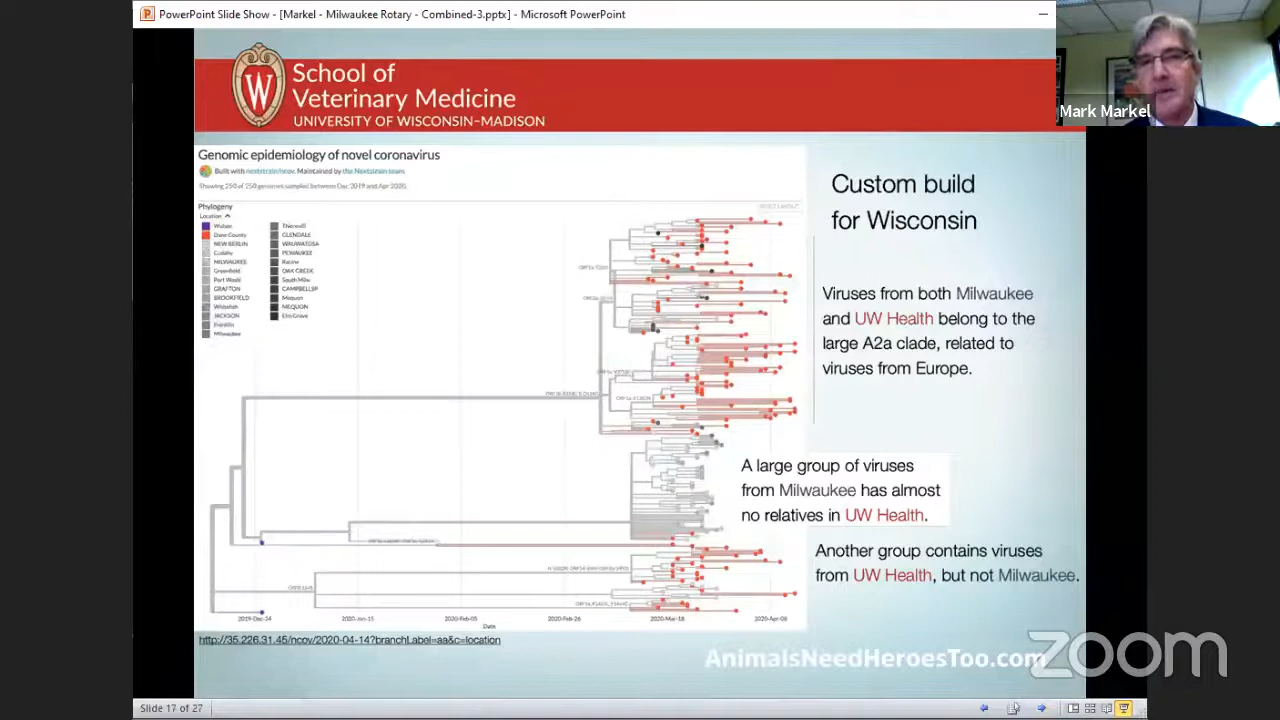 PowerPoint Slide Show - [Markel - Milwaukee Rotary - Combined-3.pptx] - Microsoft PowerPoint
School of
Veterinary Medicine
UNIVERSITY OF WISCONSIN–MADISON
Mark Markel
Genomic epidemiology of novel coronavirus
Built with nextstrain/ncov. Maintained by the Nextstrain team.
Showing 250 of 250 genomes sampled between Dec 2019 and Apr 2020.
Phylogeny
Location
Wuhan
Dane County
NEW BERLIN
Cudahy
MILWAUKEE
Greenfield
GRAFTON
BROOKFIELD
JACKSON
Franklin
Milwaukee
Thiensvill
GLENDALE
WAUWATOSA
PEWAUKEE
Racine
OAK CREEK
South Milw
CAMPBELLSP
Mequon
MEQUON
Elm Grove
2019-Dec-24
2020-Jan-15
2020-Feb-05
2020-Feb-26
2020-Mar-18
2020-Apr-08
Date
Custom build
for Wisconsin
Viruses from both Milwaukee
and UW Health belong to the
large A2a clade, related to
viruses from Europe.
A large group of viruses
from Milwaukee has almost
no relatives in UW Health.
Another group contains viruses
from UW Health, but not Milwaukee.
http://35.226.31.45/ncov/2020-04-14?branchLabel=aa&c=location
AnimalsNeedHeroesToo.com
zoom
Slide 17 of 27